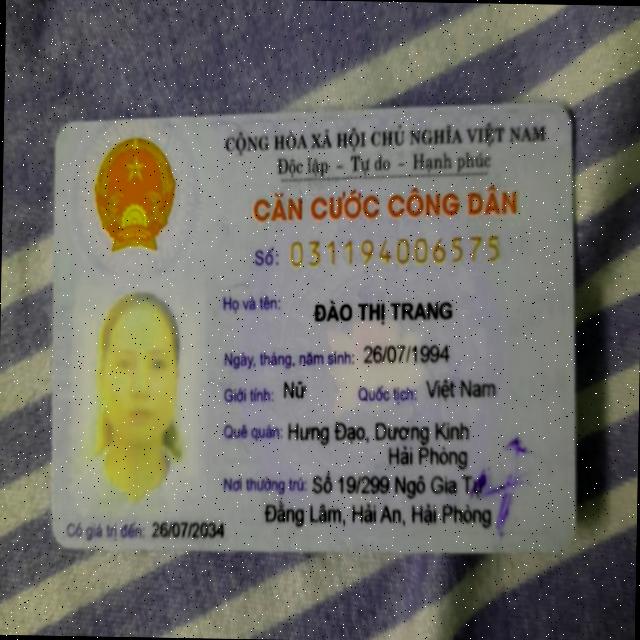 CỘNG HÒA XÃ HỘI CHỦ NGHĨA VIỆT NAM
Độc lập - Tự do - Hạnh phúc
CĂN CƯỚC CÔNG DÂN
Số: 031194006575
Họ và tên: ĐÀO THỊ TRANG
Ngày, tháng, năm sinh: 26/07/1994
Giới tính: Nữ Quốc tịch: Việt Nam
Quê quán: Hưng Đạo, Dương Kinh
Hải Phòng
Nơi thường trú: Số 19/299 Ngô Gia Tự
Đằng Lâm, Hải An, Hải Phòng
Có giá trị đến: 26/07/2034